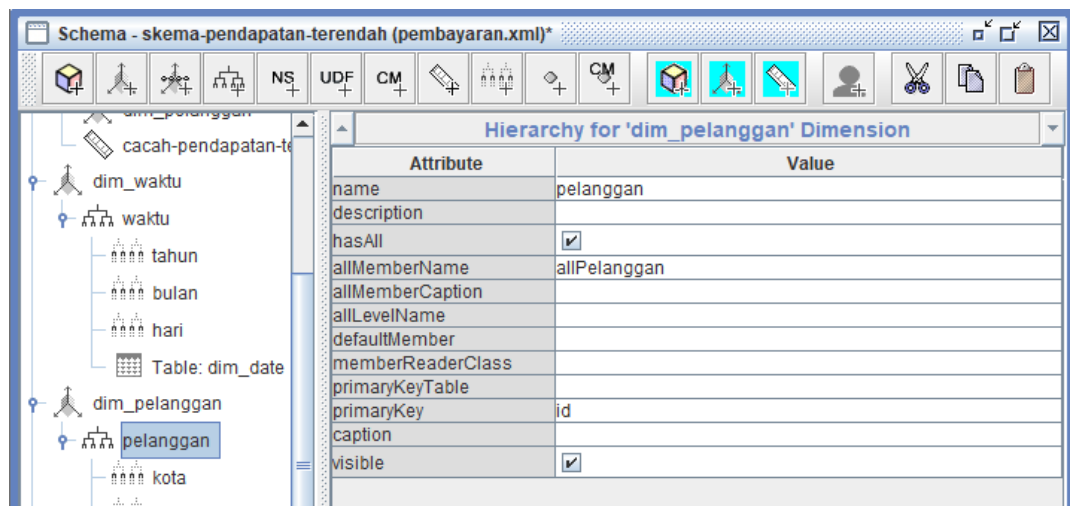 Schema - skema-pendapatan-terendah (pembayaran.xml)*
NS UDF CM CM
cacah-pendapatan-te
dim_waktu
waktu
tahun
bulan
hari
Table: dim_date
dim_pelanggan
pelanggan
kota
Hierarchy for 'dim_pelanggan' Dimension
Attribute Value
name pelanggan
description
hasAll
allMemberName allPelanggan
allMemberCaption
allLevelName
defaultMember
memberReaderClass
primaryKeyTable
primaryKey id
caption
visible